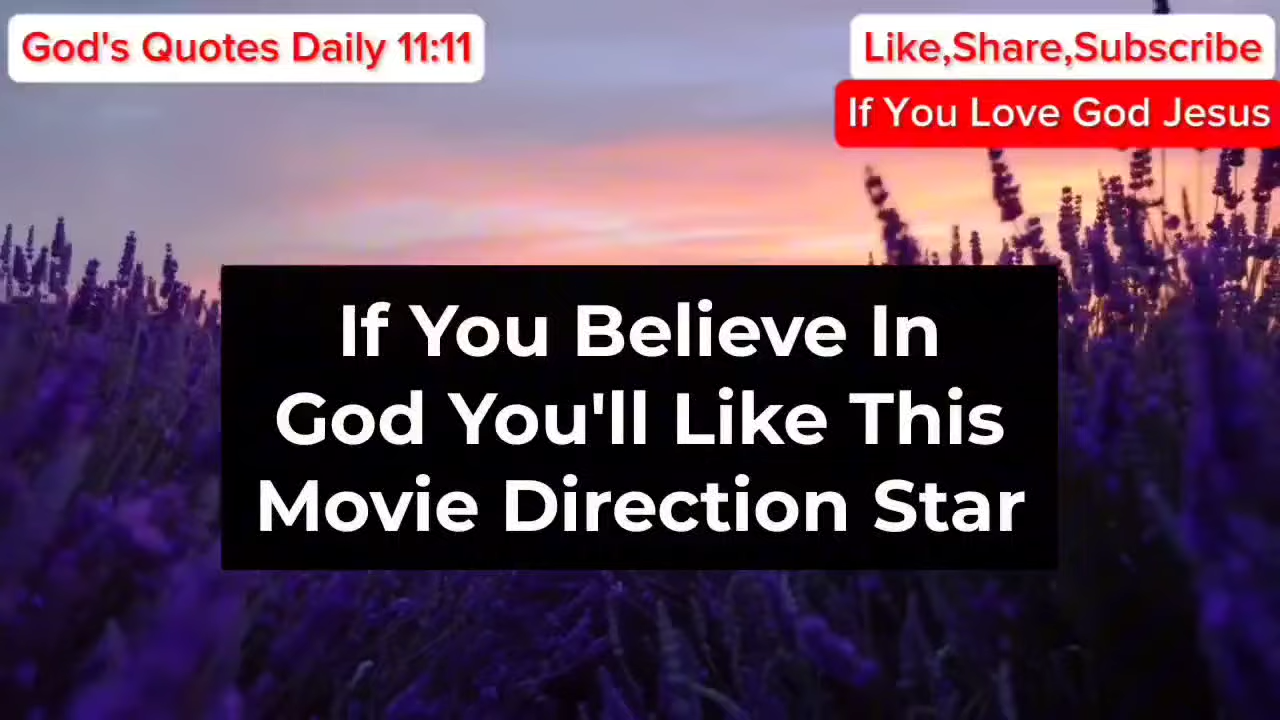 God's Quotes Daily 11:11
Like,Share,Subscribe
If You Love God Jesus
If You Believe In
God You'll Like This
Movie Direction Star